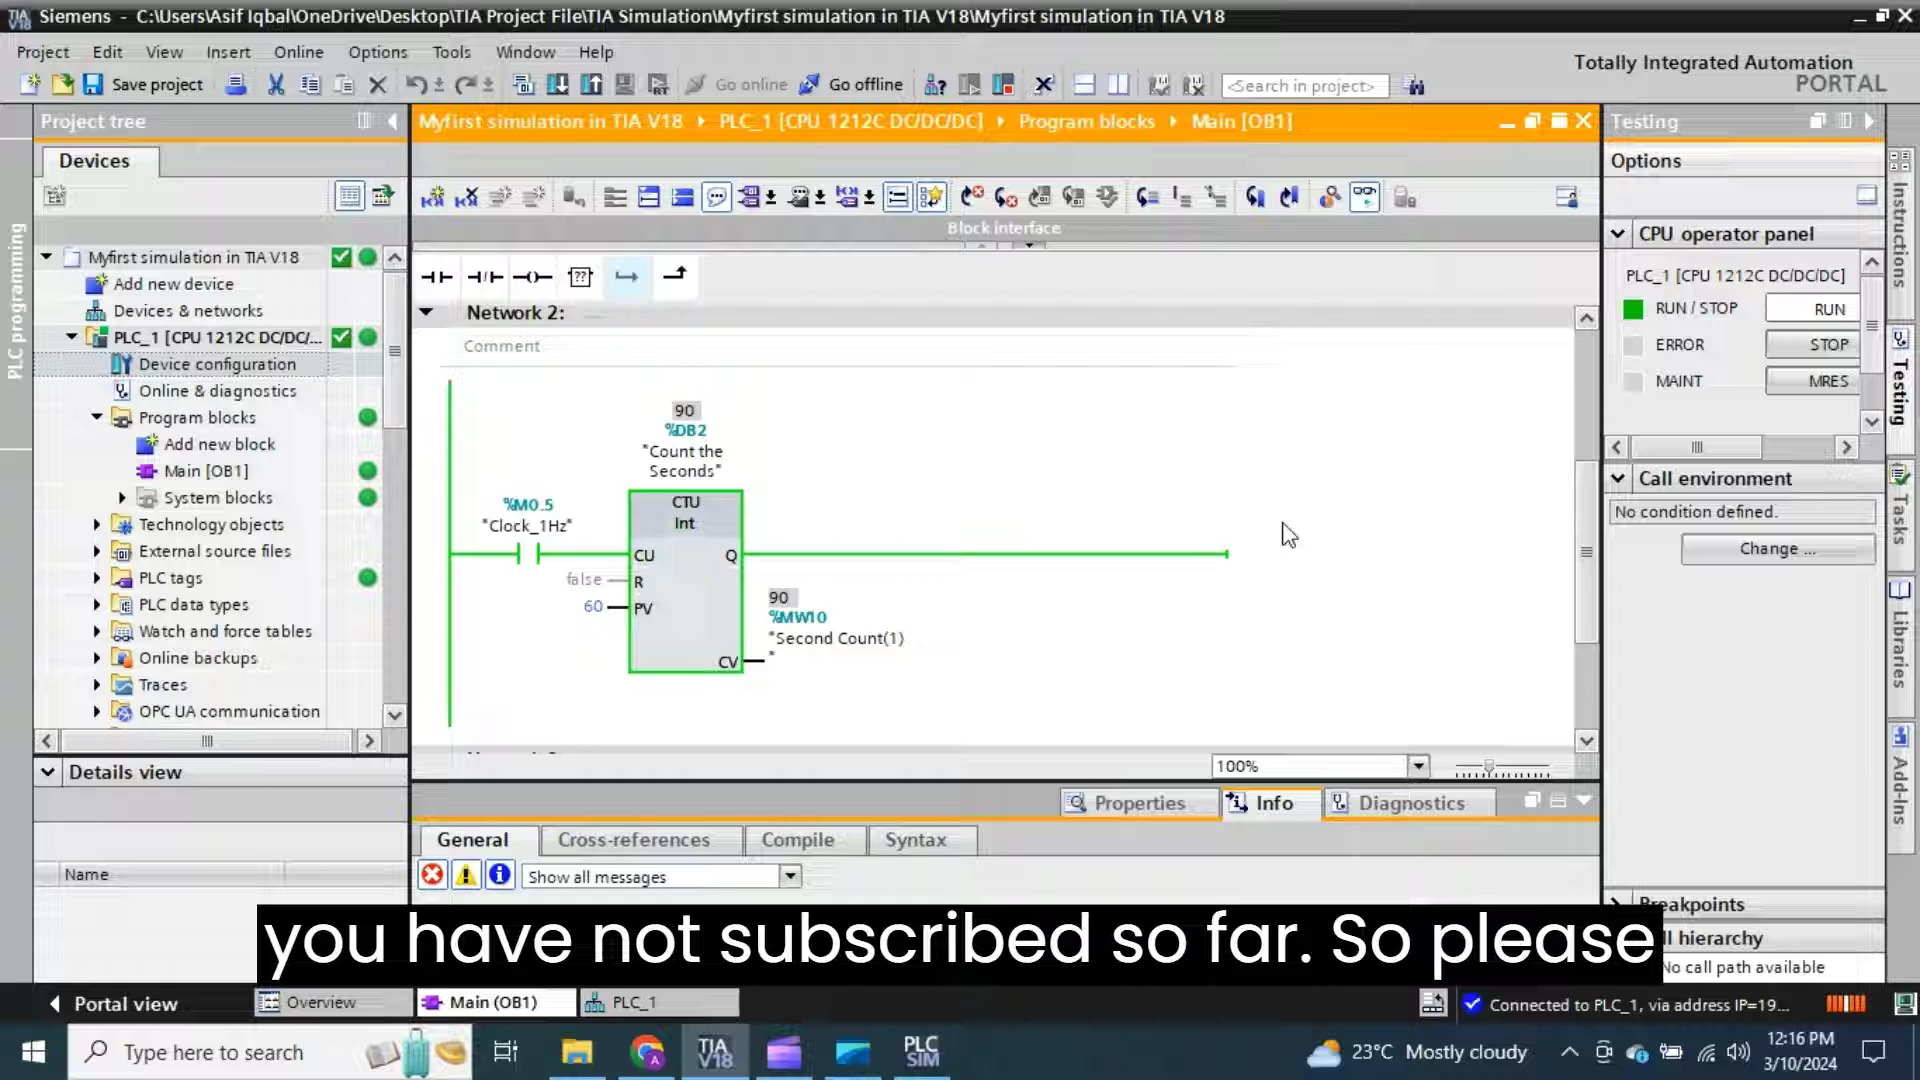 Siemens - C:\Users\Asif Iqbal\OneDrive\Desktop\TIA Project File\TIA Simulation\Myfirst simulation in TIA V18\Myfirst simulation in TIA V18
Project Edit View Insert Online Options Tools Window Help
Totally Integrated Automation
PORTAL
Save project Go online Go offline <Search in project>
Project tree
Myfirst simulation in TIA V18 PLC_1 [CPU 1212C DC/DC/DC] Program blocks Main [OB1]
Testing
Devices
Options
Block interface
CPU operator panel
PLC_1 [CPU 1212C DC/DC/DC]
RUN / STOP RUN
ERROR STOP
MAINT MRES
Call environment
No condition defined.
Change ...
Breakpoints
ll hierarchy
No call path available
PLC programming
Myfirst simulation in TIA V18
Add new device
Devices & networks
PLC_1 [CPU 1212C DC/DC/...
Device configuration
Online & diagnostics
Program blocks
Add new block
Main [OB1]
System blocks
Technology objects
External source files
PLC tags
PLC data types
Watch and force tables
Online backups
Traces
OPC UA communication
Details view
Name
Network 2:
Comment
90
%DB2
"Count the
Seconds"
CTU
Int
%M0.5
"Clock_1Hz"
CU Q
false R
60 PV
CV
90
%MW10
"Second Count(1)
"
100%
Properties Info Diagnostics
General Cross-references Compile Syntax
Show all messages
Instructions
Testing
Tasks
Libraries
Add-Ins
you have not subscribed so far. So please
Portal view Overview Main (OB1) PLC_1
Connected to PLC_1, via address IP=19...
Type here to search
TIA
V18
PLC
SIM
23°C Mostly cloudy
12:16 PM
3/10/2024